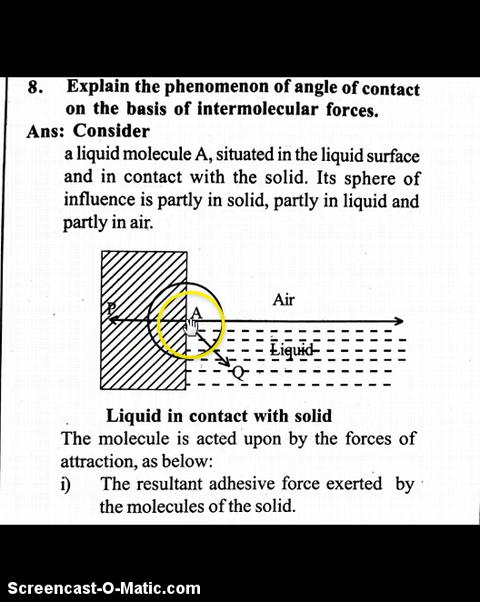 8. Explain the phenomenon of angle of contact
on the basis of intermolecular forces.
Ans: Consider
a liquid molecule A, situated in the liquid surface
and in contact with the solid. Its sphere of
influence is partly in solid, partly in liquid and
partly in air.
Air
P
A
Liquid
Q
Liquid in contact with solid
The molecule is acted upon by the forces of
attraction, as below:
i) The resultant adhesive force exerted by
the molecules of the solid.
Screencast-O-Matic.com